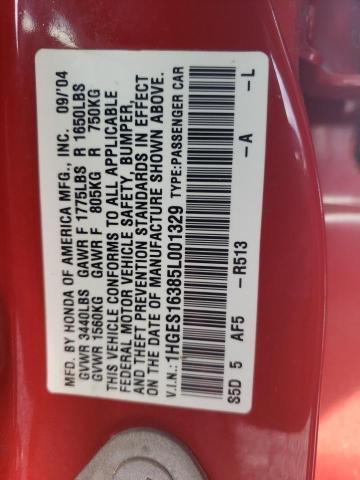 MFD. BY HONDA OF AMERICA MFG., INC. 09/'04
GVWR 3440LBS GAWR F 1775LBS R 1650LBS
GVWR 1560KG GAWR F 805KG R 750KG
THIS VEHICLE CONFORMS TO ALL APPLICABLE
FEDERAL MOTOR VEHICLE SAFETY, BUMPER,
AND THEFT PREVENTION STANDARDS IN EFFECT
ON THE DATE OF MANUFACTURE SHOWN ABOVE.
V.I.N.: 1HGES16385L001329 TYPE:PASSENGER CAR
S5D 5 AF5 -R513 -A -L